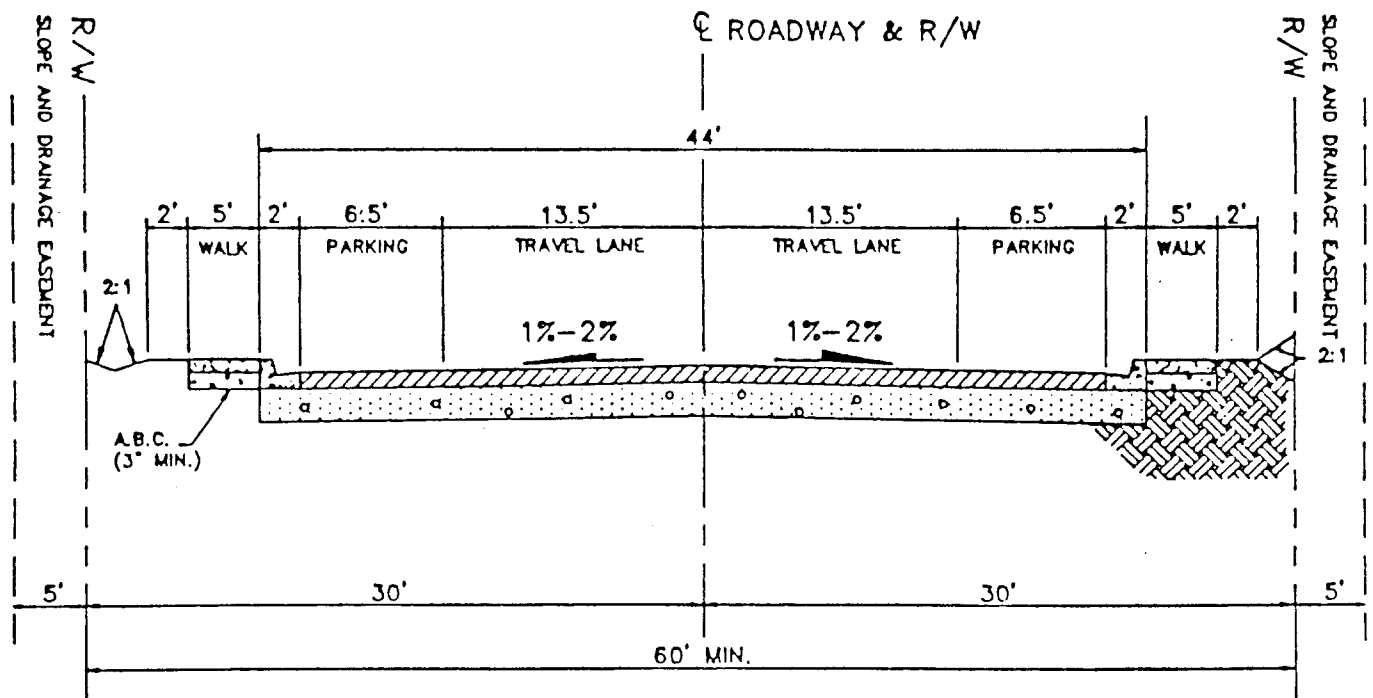 ℄ ROADWAY & R/W
R/W
SLOPE AND DRAINAGE EASEMENT
R/W
SLOPE AND DRAINAGE EASEMENT
44'
2' 5' 2' 6:5' 13.5' 13.5' 6.5' 2' 5' 2'
WALK PARKING TRAVEL LANE TRAVEL LANE PARKING WALK
2:1
1%-2% 1%-2%
2:1
A.B.C.
(3" MIN.)
5' 30' 30' 5'
60' MIN.